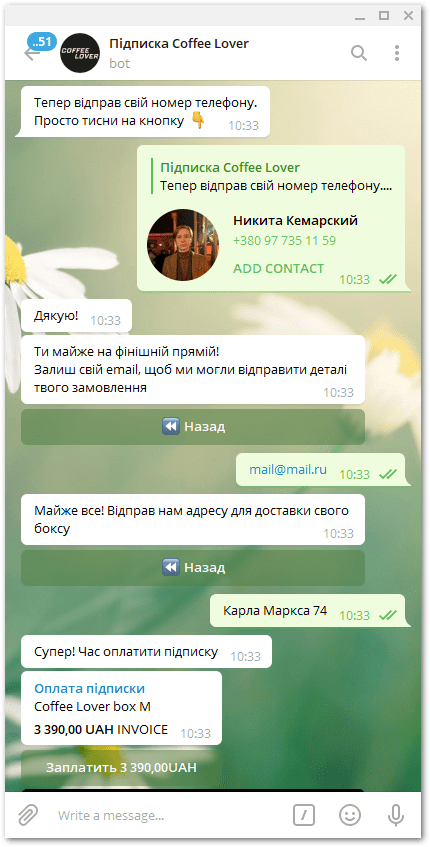 ..51
COFFEE
LOVER
Підписка Coffee Lover
bot
Тепер відправ свій номер телефону.
Просто тисни на кнопку 👇
10:33
Підписка Coffee Lover
Тепер відправ свій номер телефону....
Никита Кемарский
+380 97 735 11 59
ADD CONTACT
10:33
Дякую! 10:33
Ти майже на фінішній прямій!
Залиш свій email, щоб ми могли відправити деталі
твого замовлення
10:33
Назад
mail@mail.ru 10:33
Майже все! Відправ нам адресу для доставки свого
боксу
10:33
Назад
Карла Маркса 74 10:33
Супер! Час оплатити підписку 10:33
Оплата підписки
Coffee Lover box M
3 390,00 UAH INVOICE 10:33
Заплатить 3 390,00UAH
Write a message...